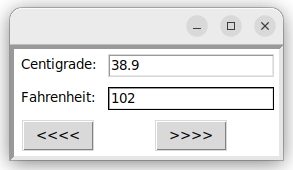 Centigrade: 38.9
Fahrenheit: 102
<<<< >>>>